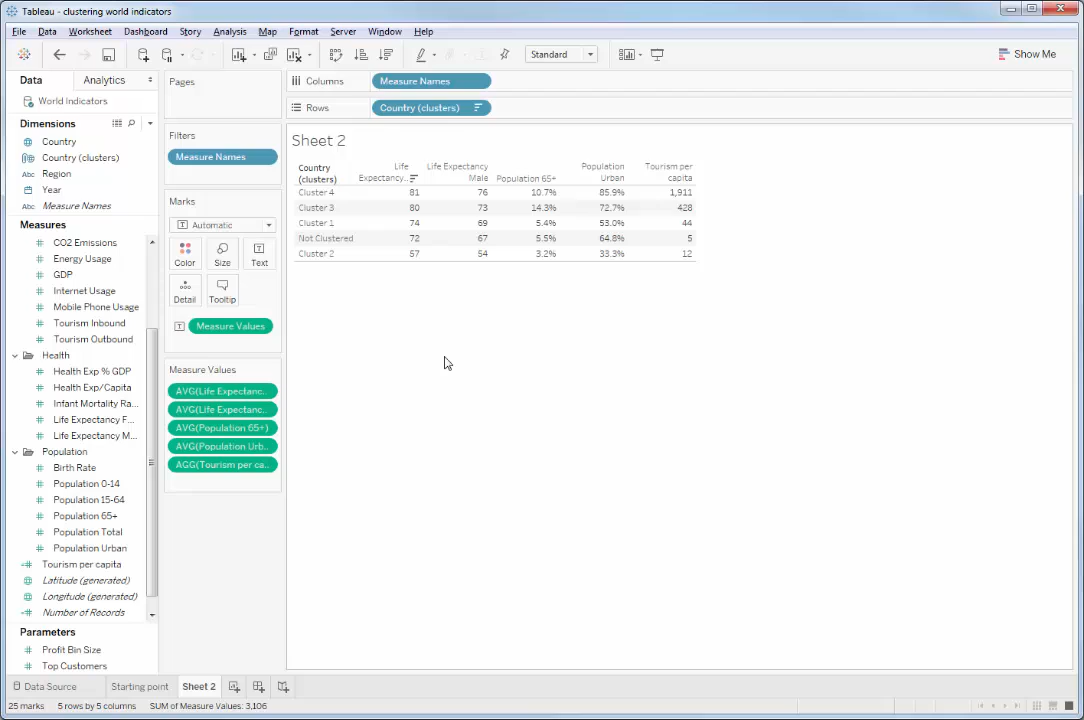 Tableau - clustering world indicators
File Data Worksheet Dashboard Story Analysis Map Format Server Window Help
Standard
Show Me
Data Analytics
World Indicators
Dimensions
Country
Country (clusters)
Abc Region
Year
Abc Measure Names
Measures
CO2 Emissions
Energy Usage
GDP
Internet Usage
Mobile Phone Usage
Tourism Inbound
Tourism Outbound
Health
Health Exp % GDP
Health Exp/Capita
Infant Mortality Ra...
Life Expectancy F...
Life Expectancy M...
Population
Birth Rate
Population 0-14
Population 15-64
Population 65+
Population Total
Population Urban
Tourism per capita
Latitude (generated)
Longitude (generated)
Number of Records
Parameters
Profit Bin Size
Top Customers
Pages
Filters
Measure Names
Marks
T Automatic
Color Size Text
Detail Tooltip
T Measure Values
Measure Values
AVG(Life Expectanc..
AVG(Life Expectanc..
AVG(Population 65+)
AVG(Population Urb..
AGG(Tourism per ca..
Columns Measure Names
Rows Country (clusters)
Sheet 2
Country (clusters) Life Expectancy.. Life Expectancy Male Population 65+ Population Urban Tourism per capita
Cluster 4 81 76 10.7% 85.9% 1,911
Cluster 3 80 73 14.3% 72.7% 428
Cluster 1 74 69 5.4% 53.0% 44
Not Clustered 72 67 5.5% 64.8% 5
Cluster 2 57 54 3.2% 33.3% 12
Data Source Starting point Sheet 2
25 marks 5 rows by 5 columns SUM of Measure Values: 3,106